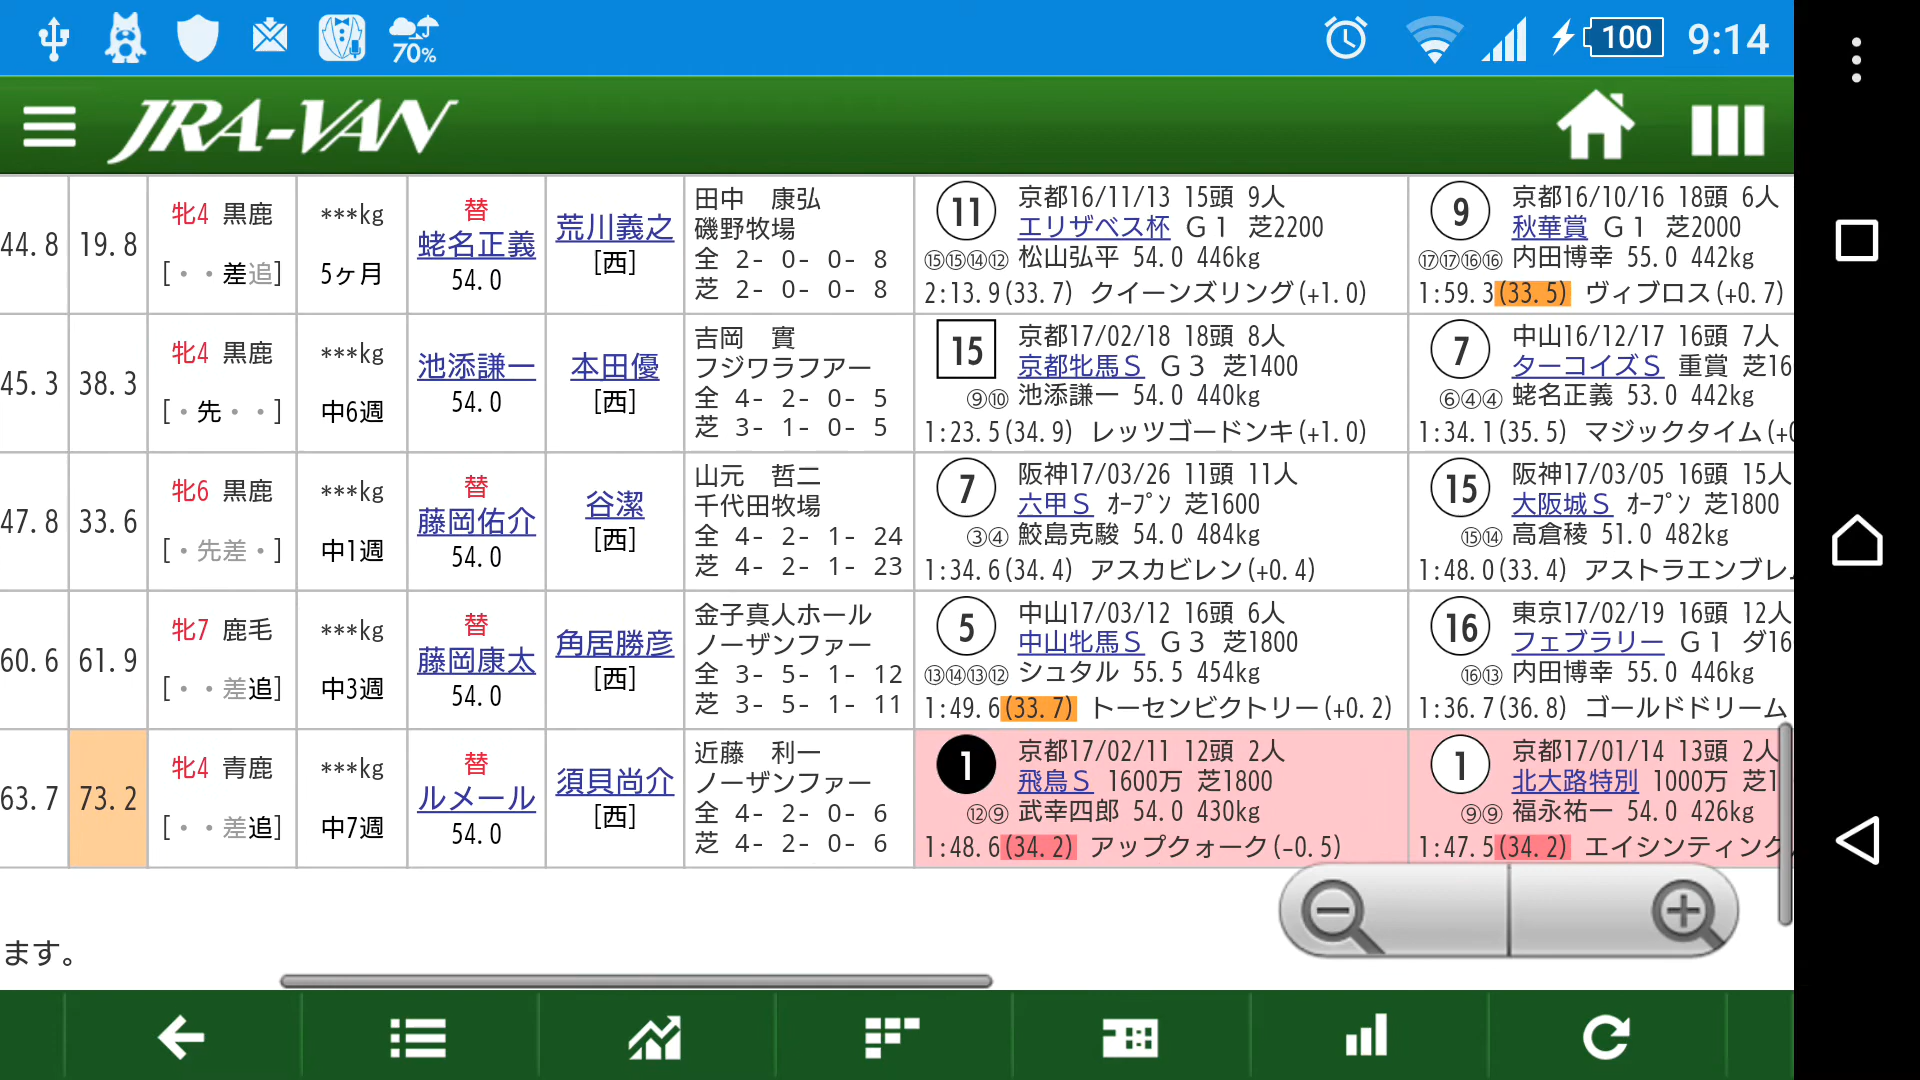 70%
100
9:14
JRA-VAN
44.8 19.8 牝4 黒鹿 [・・差追] ***kg 5ヶ月 替 蛯名正義 54.0 荒川義之 [西]
田中　康弘
磯野牧場
全 2- 0- 0- 8
芝 2- 0- 0- 8
11 京都16/11/13 15頭 9人
エリザベス杯 G1 芝2200
⑮⑮⑭⑫ 松山弘平 54.0 446kg
2:13.9(33.7) クイーンズリング(+1.0)
9 京都16/10/16 18頭 6人
秋華賞 G1 芝2000
⑰⑰⑯⑯ 内田博幸 55.0 442kg
1:59.3(33.5) ヴィブロス(+0.7)
45.3 38.3 牝4 黒鹿 [・先・・] ***kg 中6週 池添謙一 54.0 本田優 [西]
吉岡　實
フジワラフアー
全 4- 2- 0- 5
芝 3- 1- 0- 5
15 京都17/02/18 18頭 8人
京都牝馬S G3 芝1400
⑨⑩ 池添謙一 54.0 440kg
1:23.5(34.9) レッツゴードンキ(+1.0)
7 中山16/12/17 16頭 7人
ターコイズS 重賞 芝16
⑥④④ 蛯名正義 53.0 442kg
1:34.1(35.5) マジックタイム(+0
47.8 33.6 牝6 黒鹿 [・先差・] ***kg 中1週 替 藤岡佑介 54.0 谷潔 [西]
山元　哲二
千代田牧場
全 4- 2- 1- 24
芝 4- 2- 1- 23
7 阪神17/03/26 11頭 11人
六甲S ｵｰﾌﾟﾝ 芝1600
③④ 鮫島克駿 54.0 484kg
1:34.6(34.4) アスカビレン(+0.4)
15 阪神17/03/05 16頭 15人
大阪城S ｵｰﾌﾟﾝ 芝1800
⑮⑭ 高倉稜 51.0 482kg
1:48.0(33.4) アストラエンブレ
60.6 61.9 牝7 鹿毛 [・・差追] ***kg 中3週 替 藤岡康太 54.0 角居勝彦 [西]
金子真人ホール
ノーザンファー
全 3- 5- 1- 12
芝 3- 5- 1- 11
5 中山17/03/12 16頭 6人
中山牝馬S G3 芝1800
⑬⑭⑬⑫ シュタル 55.5 454kg
1:49.6(33.7) トーセンビクトリー(+0.2)
16 東京17/02/19 16頭 12人
フェブラリー G1 ダ16
⑯⑬ 内田博幸 55.0 446kg
1:36.7(36.8) ゴールドドリーム
63.7 73.2 牝4 青鹿 [・・差追] ***kg 中7週 替 ルメール 54.0 須貝尚介 [西]
近藤　利一
ノーザンファー
全 4- 2- 0- 6
芝 4- 2- 0- 6
1 京都17/02/11 12頭 2人
飛鳥S 1600万 芝1800
⑫⑨ 武幸四郎 54.0 430kg
1:48.6(34.2) アップクォーク(-0.5)
1 京都17/01/14 13頭 2人
北大路特別 1000万 芝1
⑨⑨ 福永祐一 54.0 426kg
1:47.5(34.2) エイシンティンク
ます。